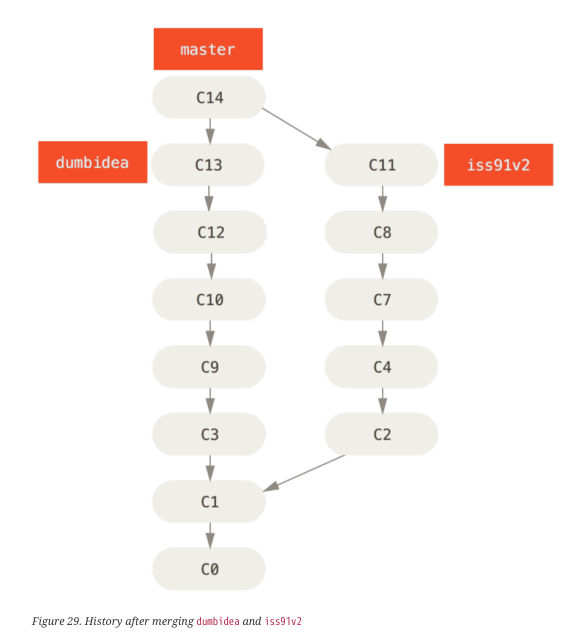 master
C14
dumbidea
C13
C11
iss91v2
C12
C8
C10
C7
C9
C4
C3
C2
C1
C0
Figure 29. History after merging dumbidea and iss91v2